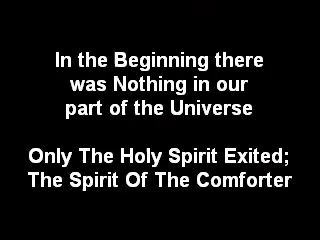 In the Beginning there
was Nothing in our
part of the Universe
Only The Holy Spirit Exited;
The Spirit Of The Comforter